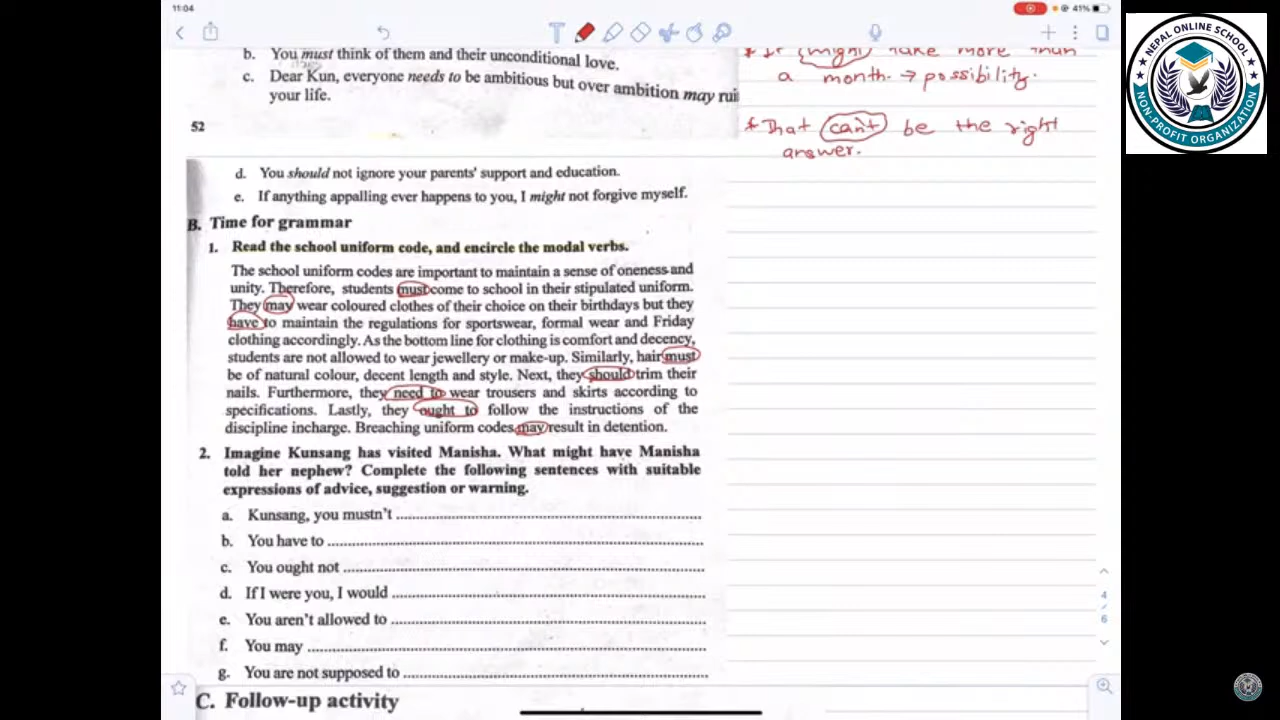 11:04
41%
T
b. You must think of them and their unconditional love.
c. Dear Kun, everyone needs to be ambitious but over ambition may rui
your life.
52
d. You should not ignore your parents' support and education.
e. If anything appalling ever happens to you, I might not forgive myself.
B. Time for grammar
1. Read the school uniform code, and encircle the modal verbs.
The school uniform codes are important to maintain a sense of oneness and
unity. Therefore, students must come to school in their stipulated uniform.
They may wear coloured clothes of their choice on their birthdays but they
have to maintain the regulations for sportswear, formal wear and Friday
clothing accordingly. As the bottom line for clothing is comfort and decency,
students are not allowed to wear jewellery or make-up. Similarly, hair must
be of natural colour, decent length and style. Next, they should trim their
nails. Furthermore, they need to wear trousers and skirts according to
specifications. Lastly, they ought to follow the instructions of the
discipline incharge. Breaching uniform codes may result in detention.
2. Imagine Kunsang has visited Manisha. What might have Manisha
told her nephew? Complete the following sentences with suitable
expressions of advice, suggestion or warning.
a. Kunsang, you mustn't ........................................
b. You have to ........................................
c. You ought not ........................................
d. If I were you, I would ........................................
e. You aren't allowed to ........................................
f. You may ........................................
g. You are not supposed to ........................................
C. Follow-up activity
* It (might) take more than
a month. → possibility.
* That can't be the right
answer.
4
/
6
NEPAL ONLINE SCHOOL
NON-PROFIT ORGANIZATION